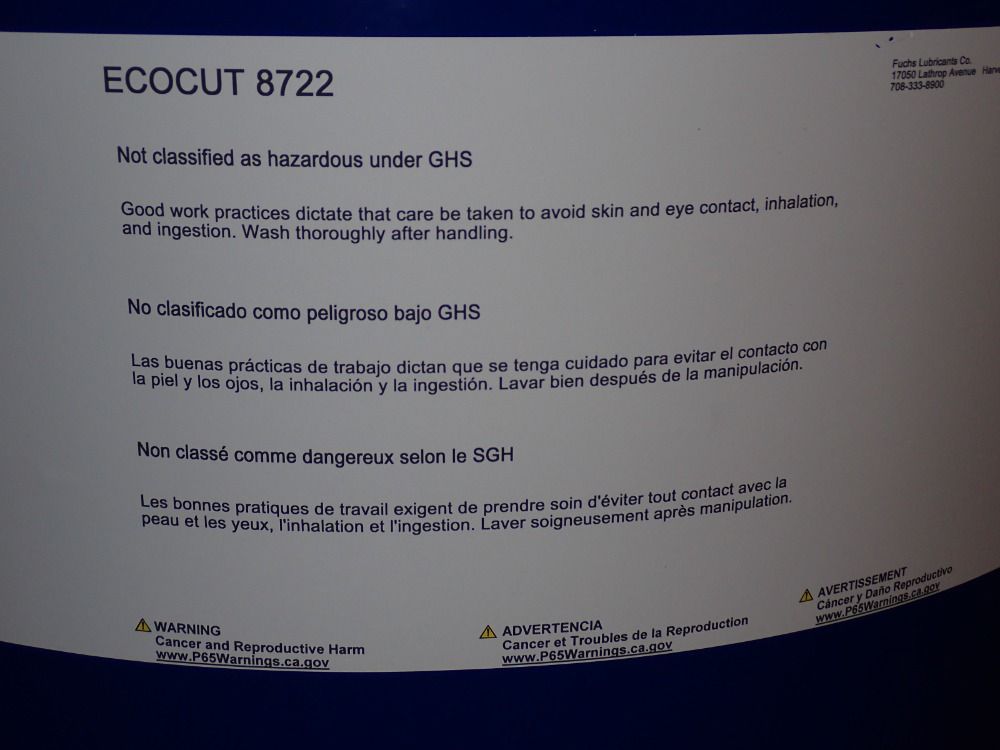 ECOCUT 8722
Fuchs Lubricants Co.
17050 Lathrop Avenue
708-333-8900
Not classified as hazardous under GHS
Good work practices dictate that care be taken to avoid skin and eye contact, inhalation,
and ingestion. Wash thoroughly after handling.
No clasificado como peligroso bajo GHS
Las buenas prácticas de trabajo dictan que se tenga cuidado para evitar el contacto con
la piel y los ojos, la inhalación y la ingestión. Lavar bien después de la manipulación.
Non classé comme dangereux selon le SGH
Les bonnes pratiques de travail exigent de prendre soin d'éviter tout contact avec la
peau et les yeux, l'inhalation et l'ingestion. Laver soigneusement après manipulation.
WARNING
Cancer and Reproductive Harm
www.P65Warnings.ca.gov
ADVERTENCIA
Cancer et Troubles de la Reproduction
www.P65Warnings.ca.gov
AVERTISSEMENT
Cáncer y Daño Reproductivo
www.P65Warnings.ca.gov